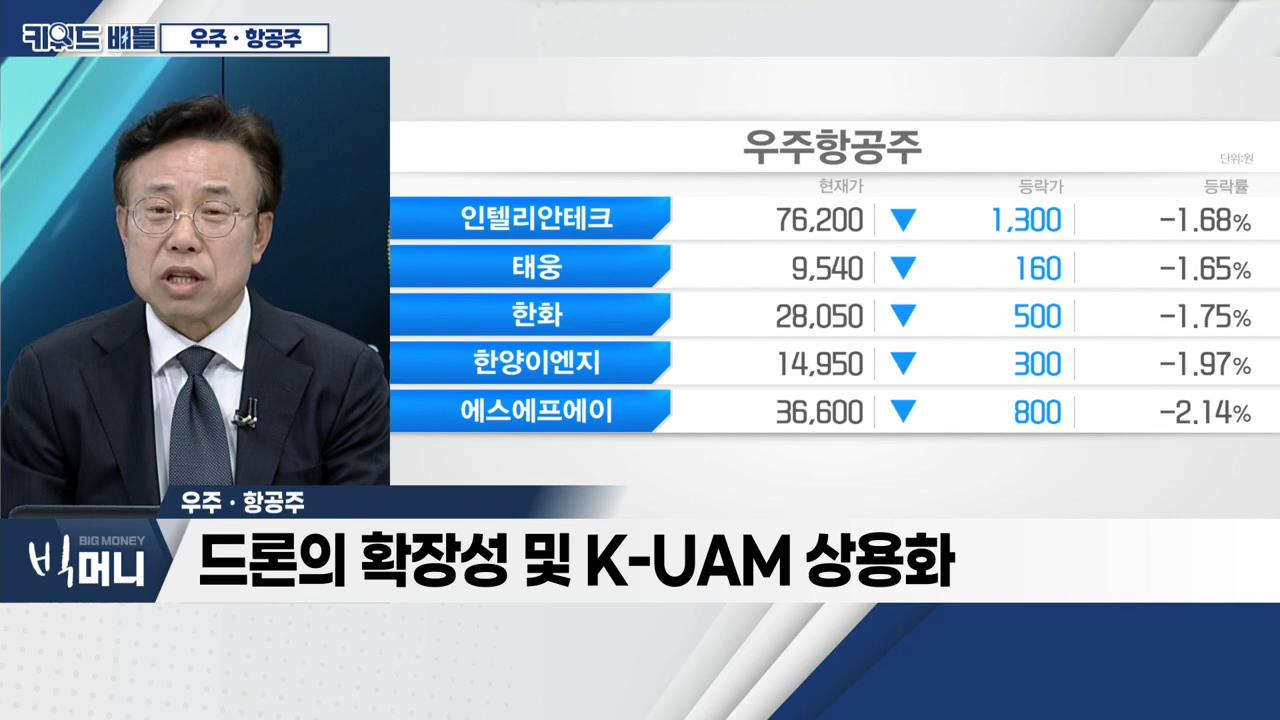 키워드 배틀
우주·항공주
우주항공주
단위:원
현재가 등락가 등락률
인텔리안테크 76,200 ▼ 1,300 -1.68%
태웅 9,540 ▼ 160 -1.65%
한화 28,050 ▼ 500 -1.75%
한양이엔지 14,950 ▼ 300 -1.97%
에스에프에이 36,600 ▼ 800 -2.14%
우주·항공주
BIG MONEY
빅머니
드론의 확장성 및 K-UAM 상용화